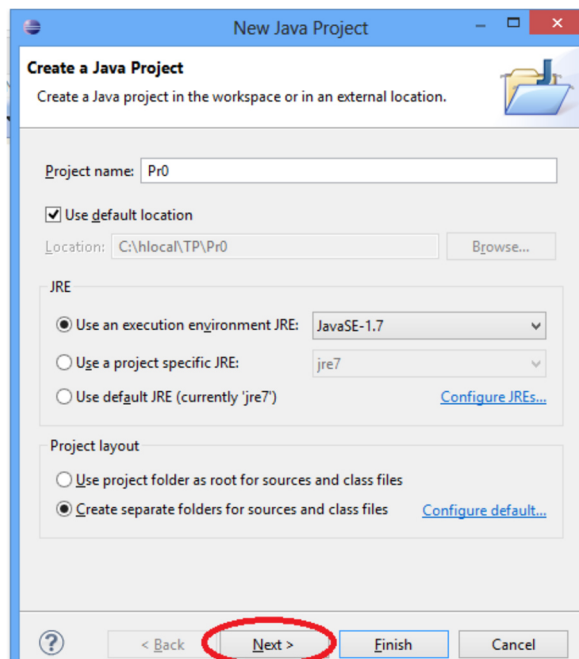 New Java Project
Create a Java Project
Create a Java project in the workspace or in an external location.
Project name: Pr0
Use default location
Location: C:\hlocal\TP\Pr0 Browse...
JRE
Use an execution environment JRE: JavaSE-1.7
Use a project specific JRE: jre7
Use default JRE (currently 'jre7') Configure JREs...
Project layout
Use project folder as root for sources and class files
Create separate folders for sources and class files Configure default...
? < Back Next > Finish Cancel